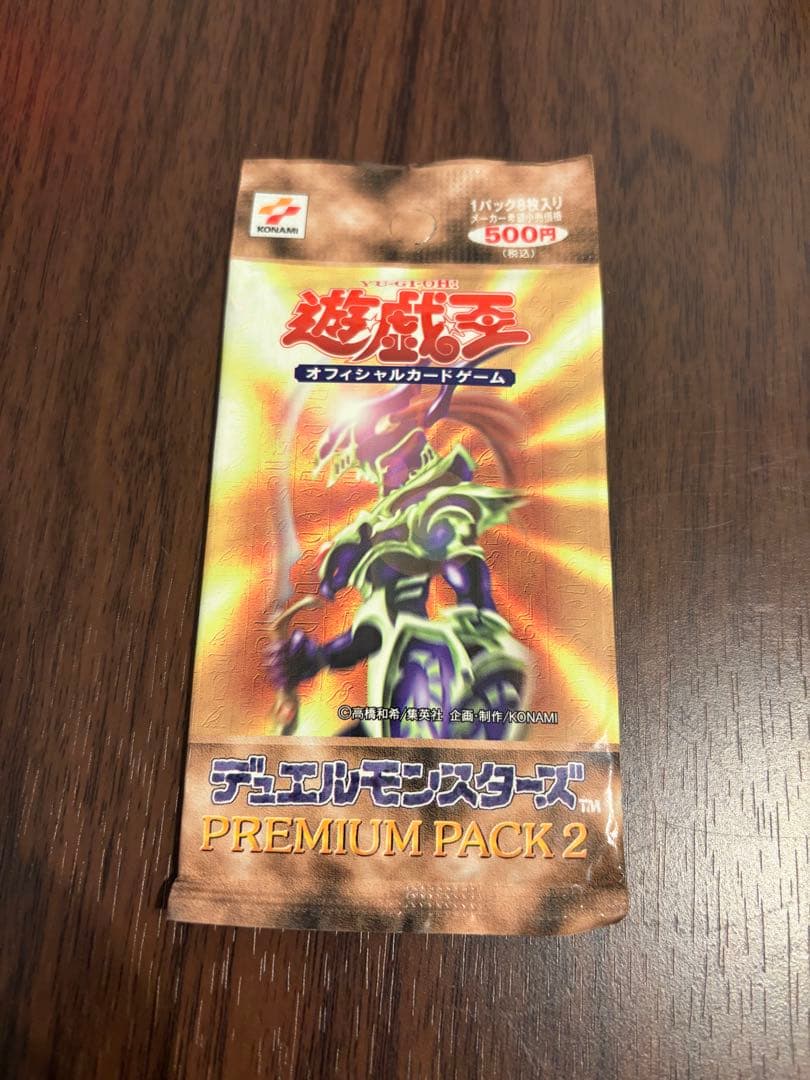 KONAMI
1パック8枚入り
メーカー希望小売価格
500円
(税込)
YU-GI-OH!
遊☆戯☆王
オフィシャルカードゲーム
©高橋和希/集英社 企画・制作/KONAMI
デュエルモンスターズ™
PREMIUM PACK 2